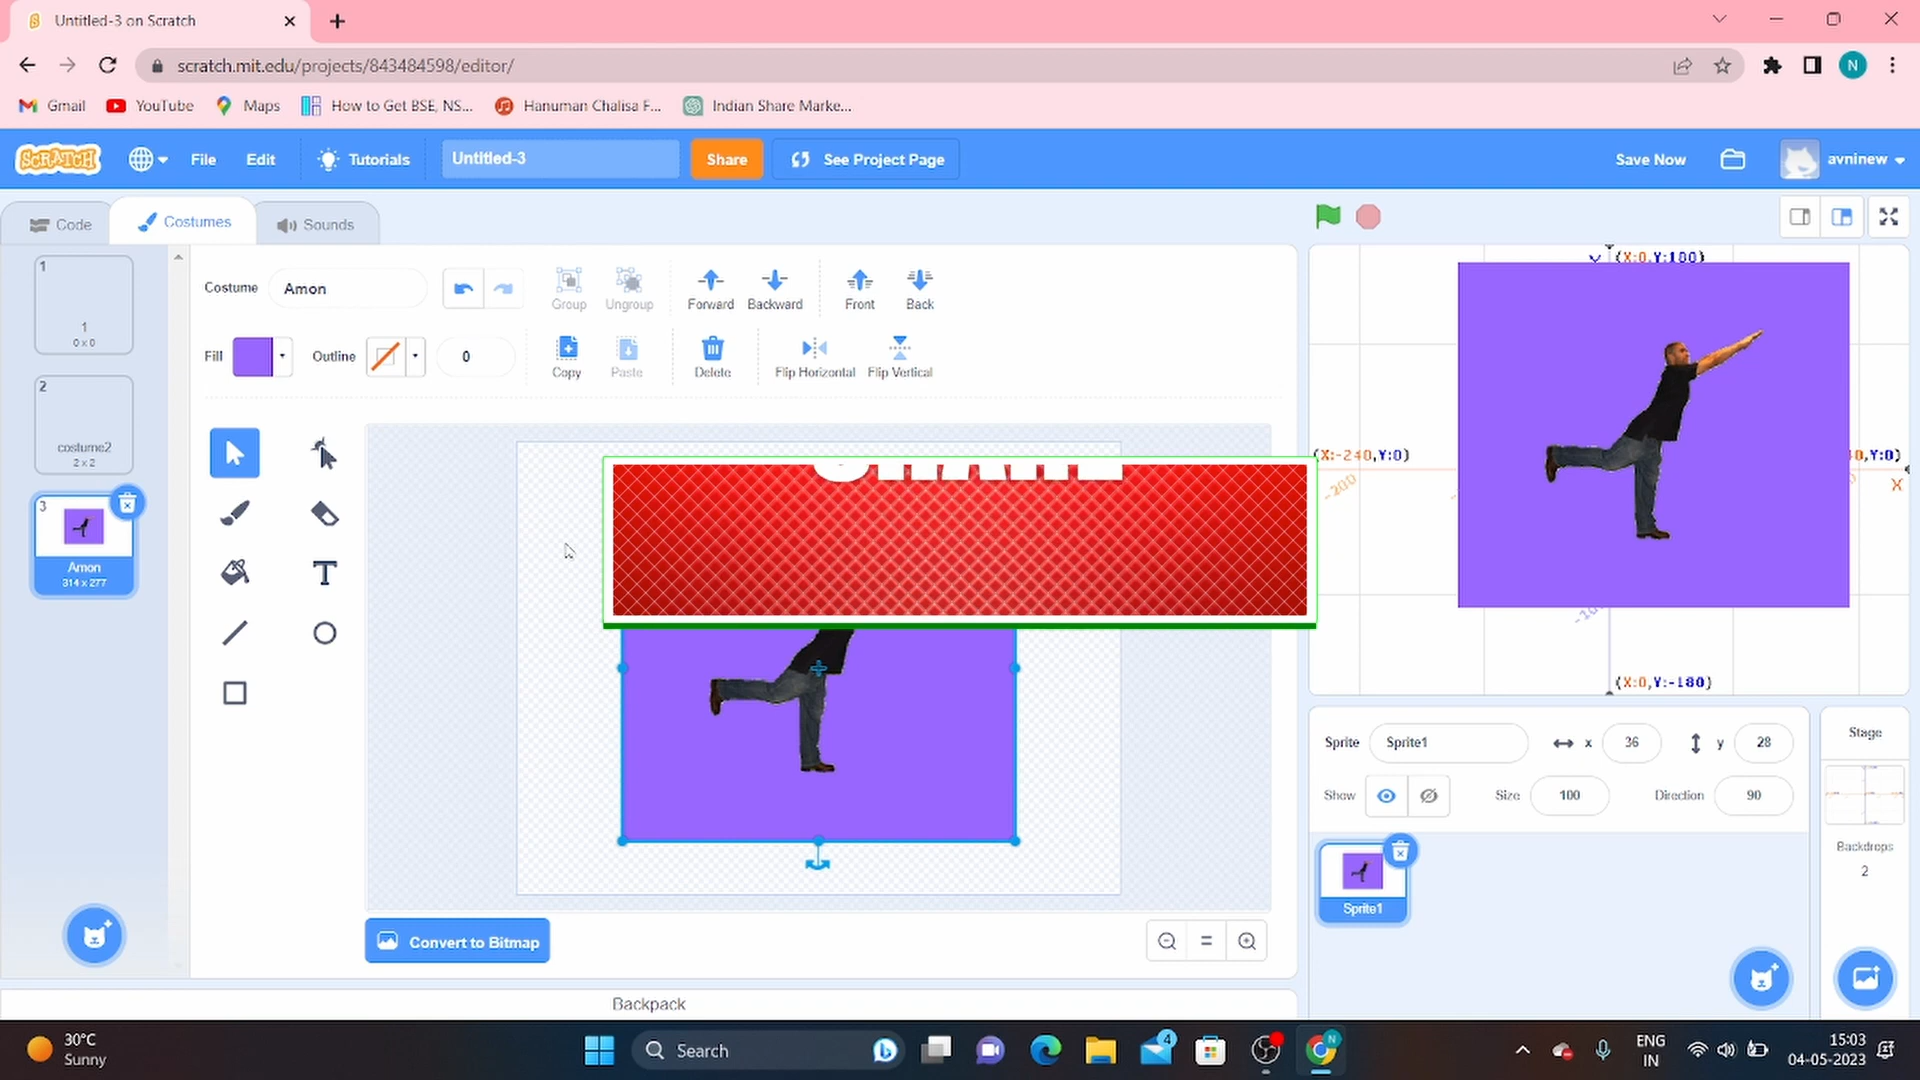 Untitled-3 on Scratch
scratch.mit.edu/projects/843484598/editor/
N
Gmail
YouTube
Maps
How to Get BSE, NS...
Hanuman Chalisa F...
Indian Share Marke...
SCRATCH
File
Edit
Tutorials
Untitled-3
Share
See Project Page
Save Now
avninew
Code
Costumes
Sounds
1
1
0 x 0
2
costume2
2 x 2
3
Amon
314 x 277
Costume
Amon
Group
Ungroup
Forward
Backward
Front
Back
Fill
Outline
0
Copy
Paste
Delete
Flip Horizontal
Flip Vertical
T
Convert to Bitmap
Backpack
(X:0,Y:180)
(X:-240,Y:0)
0,Y:0)
X
-200
(X:0,Y:-180)
Sprite
Sprite1
x
36
y
28
Show
Size
100
Direction
90
Sprite1
Stage
Backdrops
2
30°C
Sunny
Search
4
N
ENG
IN
15:03
04-05-2023